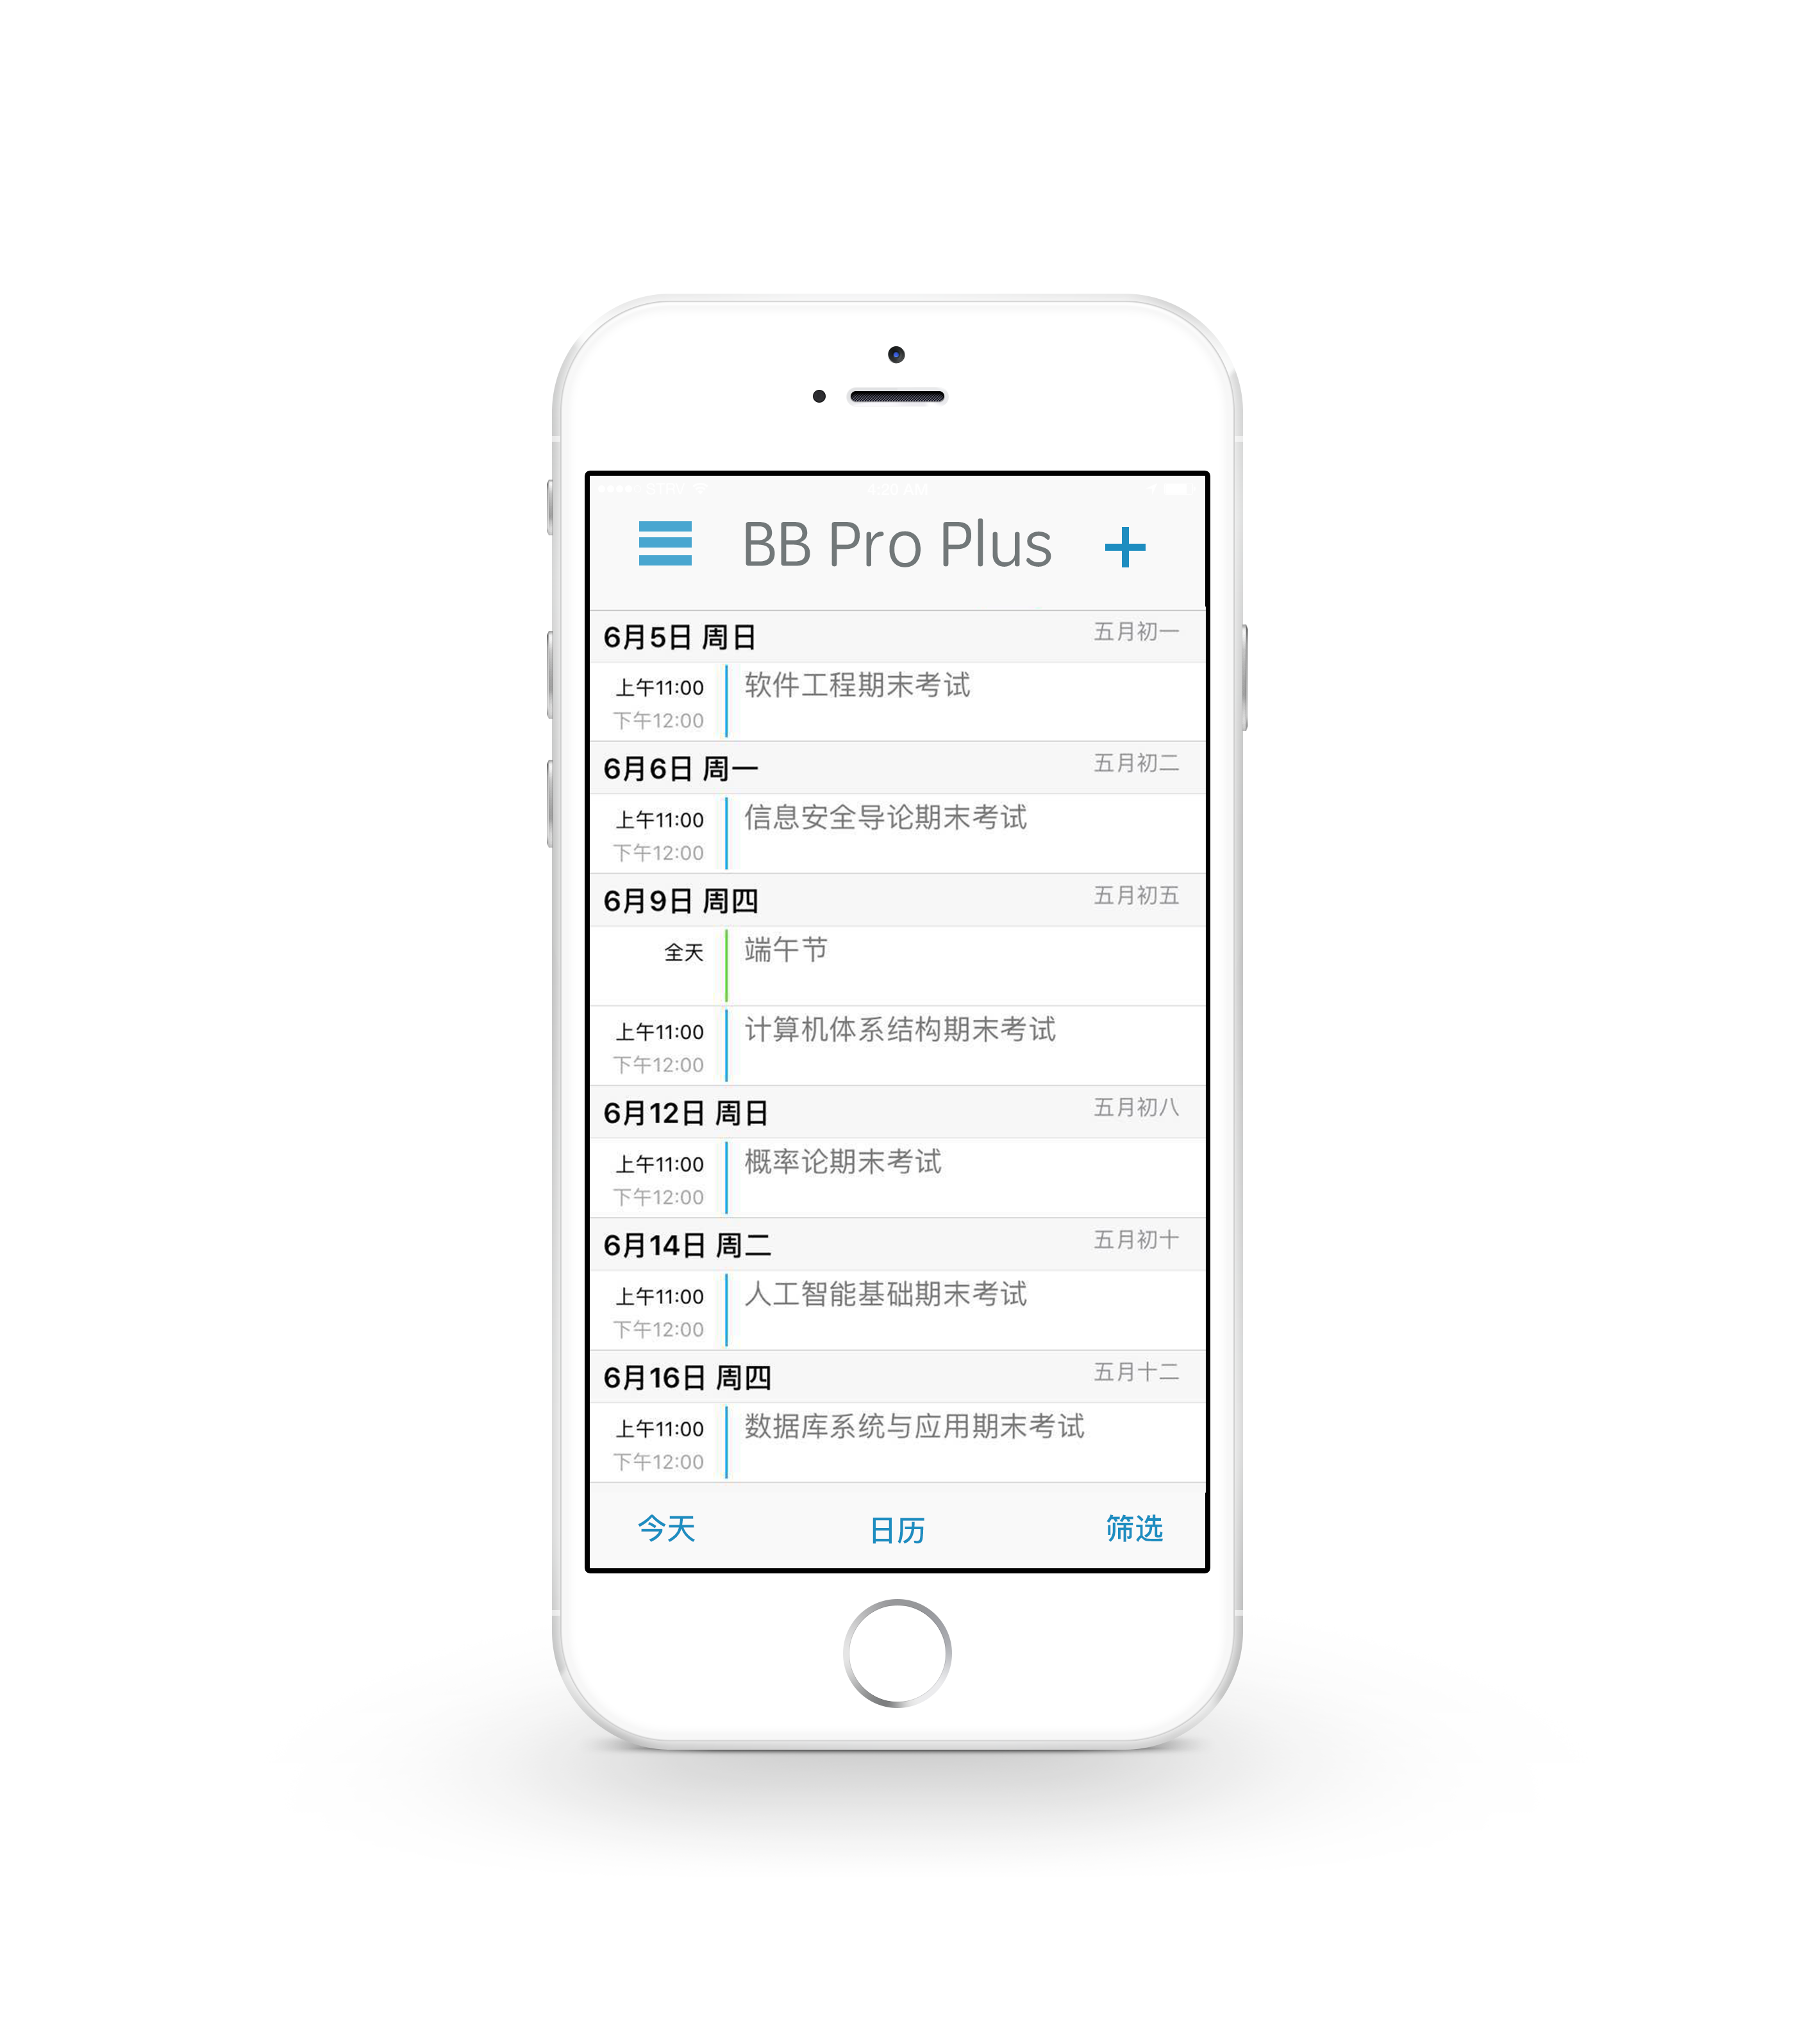 4:20 AM
BB Pro Plus
6月5日 周日 五月初一
上午11:00 软件工程期末考试
下午12:00
6月6日 周一 五月初二
上午11:00 信息安全导论期末考试
下午12:00
6月9日 周四 五月初五
全天 端午节
上午11:00 计算机体系结构期末考试
下午12:00
6月12日 周日 五月初八
上午11:00 概率论期末考试
下午12:00
6月14日 周二 五月初十
上午11:00 人工智能基础期末考试
下午12:00
6月16日 周四 五月十二
上午11:00 数据库系统与应用期末考试
下午12:00
今天 日历 筛选